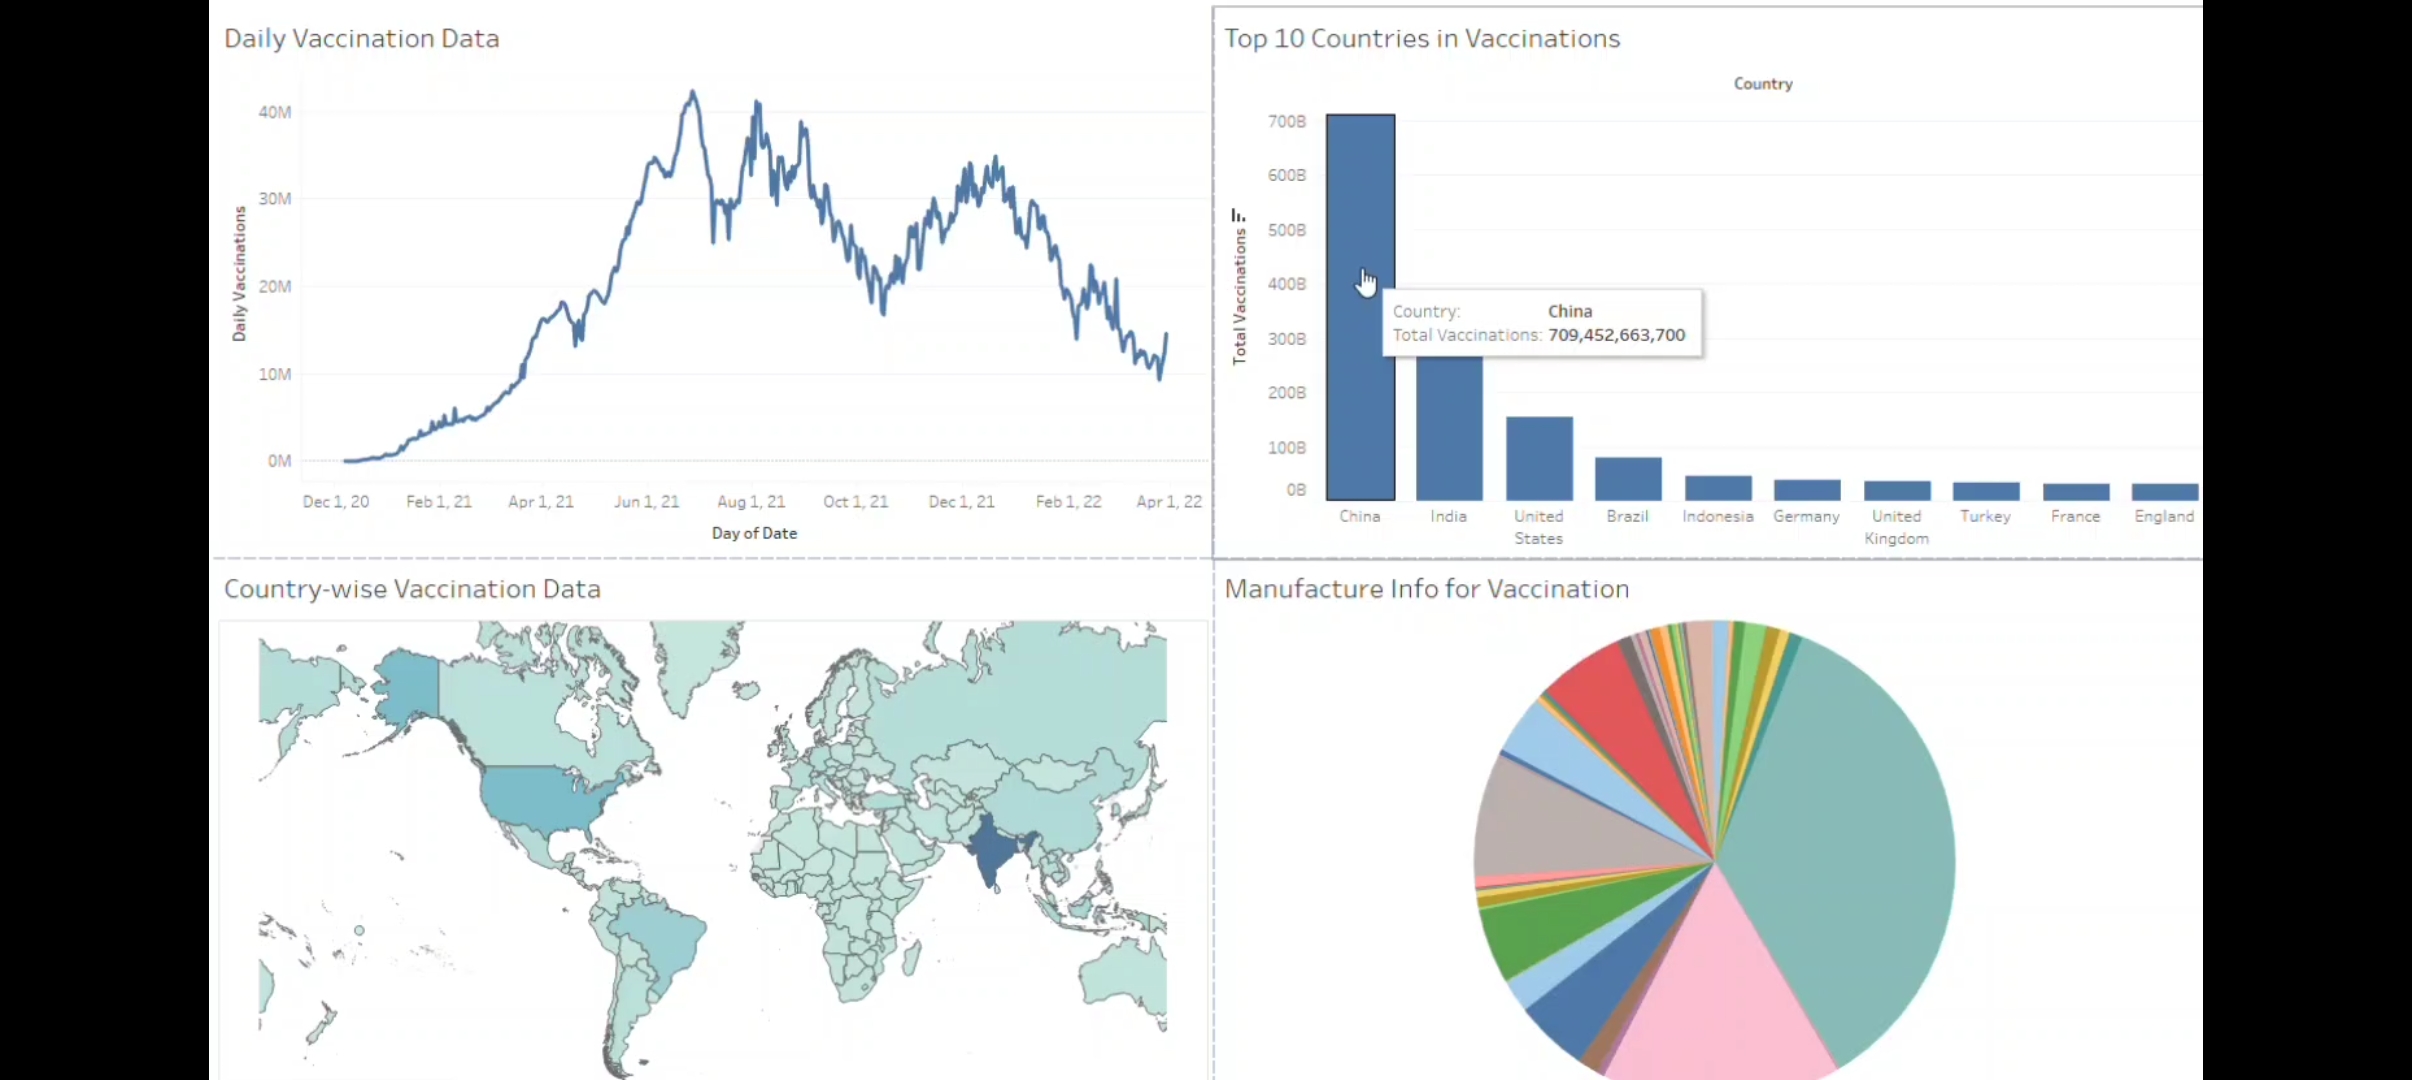 Daily Vaccination Data
40M
30M
20M
10M
0M
Daily Vaccinations
Dec 1, 20 Feb 1, 21 Apr 1, 21 Jun 1, 21 Aug 1, 21 Oct 1, 21 Dec 1, 21 Feb 1, 22 Apr 1, 22
Day of Date
Top 10 Countries in Vaccinations
Country
700B
600B
500B
400B
300B
200B
100B
0B
Total Vaccinations
Country: China
Total Vaccinations: 709,452,663,700
China India United States Brazil Indonesia Germany United Kingdom Turkey France England
Country-wise Vaccination Data
Manufacture Info for Vaccination